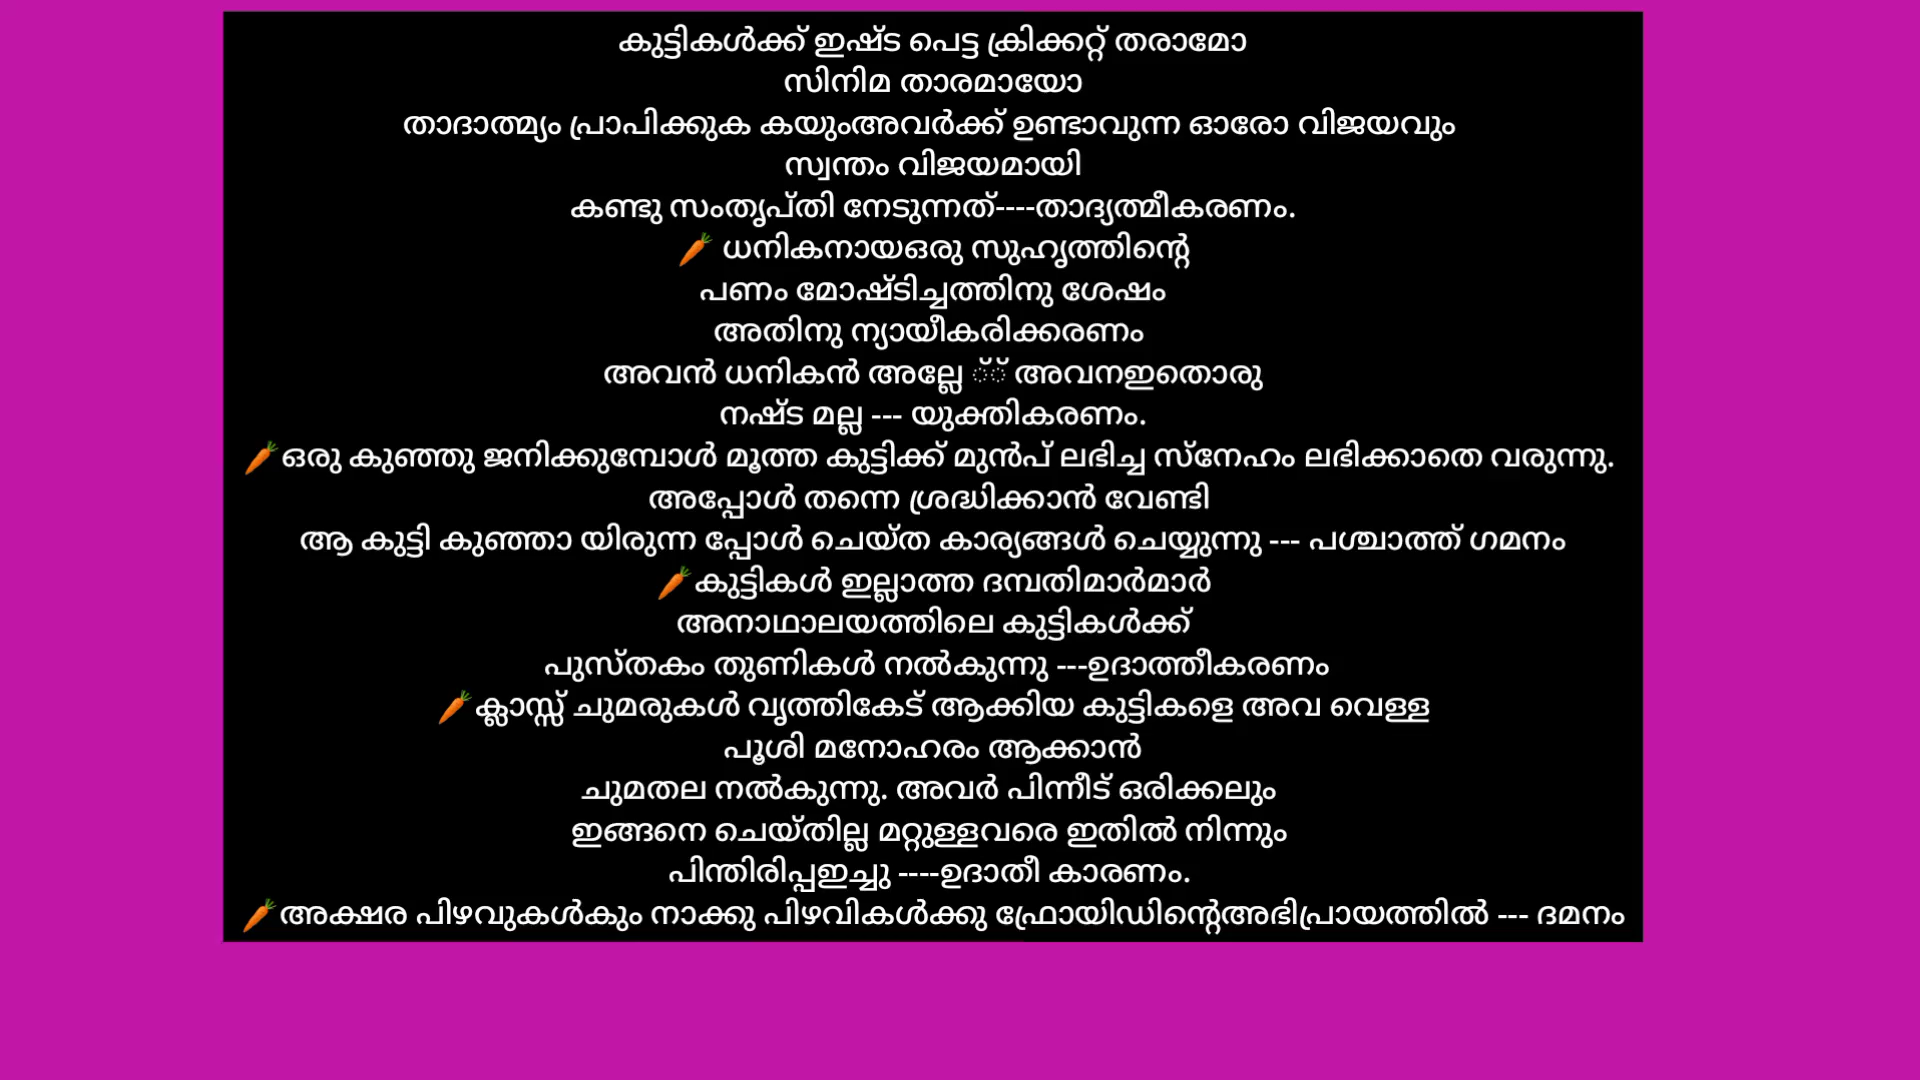 കുട്ടികൾക്ക് ഇഷ്ട പെട്ട ക്രിക്കറ്റ് തരാമോ
സിനിമ താരമായോ
താദാത്മ്യം പ്രാപിക്കുക കയുംഅവർക്ക് ഉണ്ടാവുന്ന ഓരോ വിജയവും
സ്വന്തം വിജയമായി
കണ്ടു സംതൃപ്തി നേടുന്നത്----താദ്യത്മീകരണം.
🥕 ധനികനായഒരു സുഹൃത്തിന്റെ
പണം മോഷ്ടിച്ചത്തിനു ശേഷം
അതിനു ന്യായീകരിക്കരണം
അവൻ ധനികൻ അല്ലേ ്് അവനഇതൊരു
നഷ്ട മല്ല --- യുക്തികരണം.
🥕ഒരു കുഞ്ഞു ജനിക്കുമ്പോൾ മൂത്ത കുട്ടിക്ക് മുൻപ് ലഭിച്ച സ്നേഹം ലഭിക്കാതെ വരുന്നു.
അപ്പോൾ തന്നെ ശ്രദ്ധിക്കാൻ വേണ്ടി
ആ കുട്ടി കുഞ്ഞാ യിരുന്ന പ്പോൾ ചെയ്ത കാര്യങ്ങൾ ചെയ്യുന്നു --- പശ്ചാത്ത് ഗമനം
🥕കുട്ടികൾ ഇല്ലാത്ത ദമ്പതിമാർമാർ
അനാഥാലയത്തിലെ കുട്ടികൾക്ക്
പുസ്തകം തുണികൾ നൽകുന്നു ---ഉദാത്തീകരണം
🥕ക്ലാസ്സ് ചുമരുകൾ വൃത്തികേട് ആക്കിയ കുട്ടികളെ അവ വെള്ള
പൂശി മനോഹരം ആക്കാൻ
ചുമതല നൽകുന്നു. അവർ പിന്നീട് ഒരിക്കലും
ഇങ്ങനെ ചെയ്തില്ല മറ്റുള്ളവരെ ഇതിൽ നിന്നും
പിന്തിരിപ്പഇച്ചു ----ഉദാതീ കാരണം.
🥕അക്ഷര പിഴവുകൾകും നാക്കു പിഴവികൾക്കു ഫ്രോയിഡിന്റെഅഭിപ്രായത്തിൽ --- ദമനം